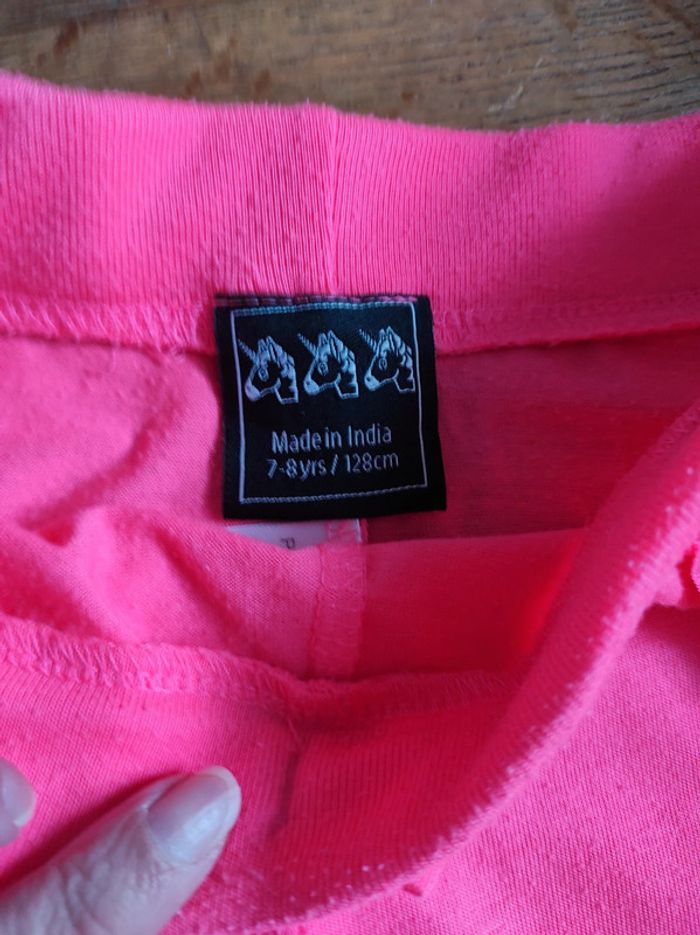 Made in India
7-8yrs / 128cm